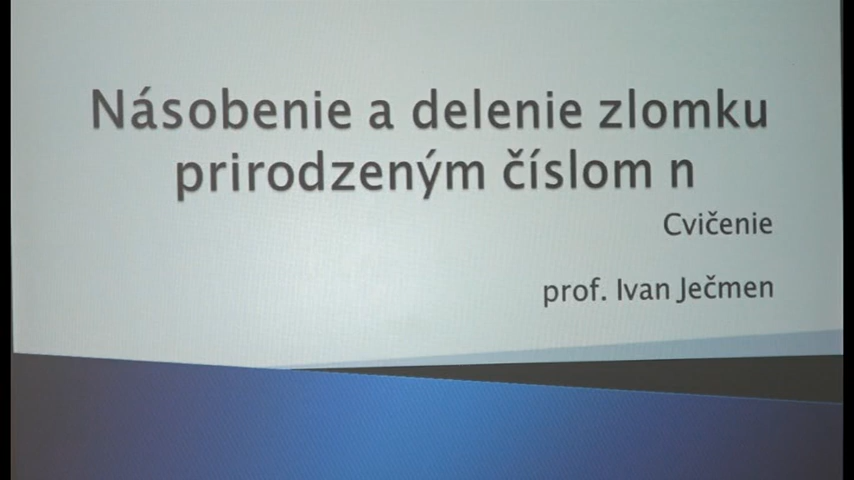 Násobenie a delenie zlomku
prirodzeným číslom n
Cvičenie
prof. Ivan Ječmen